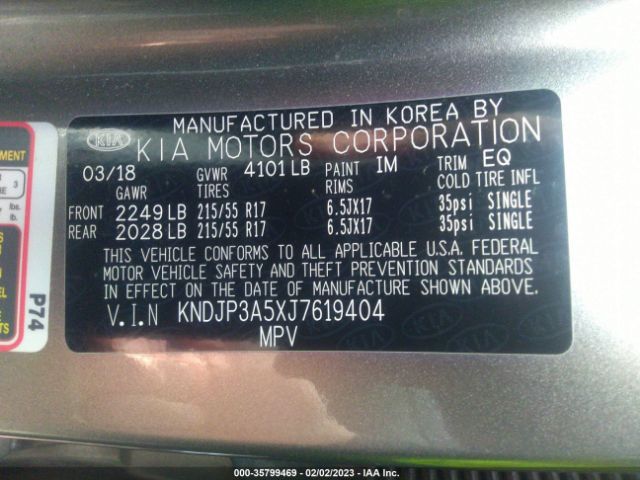 MANUFACTURED IN KOREA BY
KIA KIA MOTORS CORPORATION
03/18 GVWR 4101 LB PAINT IM TRIM EQ
GAWR TIRES RIMS COLD TIRE INFL
FRONT 2249 LB 215/55 R17 6.5JX17 35psi SINGLE
REAR 2028 LB 215/55 R17 6.5JX17 35psi SINGLE
THIS VEHICLE CONFORMS TO ALL APPLICABLE U.S.A. FEDERAL
MOTOR VEHICLE SAFETY AND THEFT PREVENTION STANDARDS
IN EFFECT ON THE DATE OF MANUFACTURE SHOWN ABOVE.
V.I.N KNDJP3A5XJ7619404
MPV
3
lbs.
P74
000-35799469 - 02/02/2023 - IAA Inc.